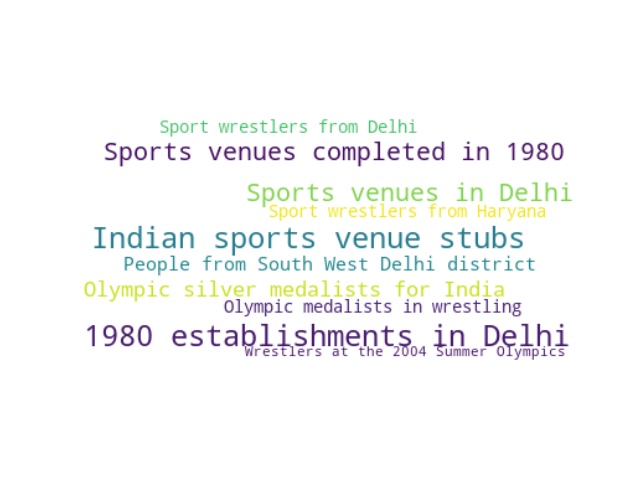 Sport wrestlers from Delhi
Sports venues completed in 1980
Sports venues in Delhi
Sport wrestlers from Haryana
Indian sports venue stubs
People from South West Delhi district
Olympic silver medalists for India
Olympic medalists in wrestling
1980 establishments in Delhi
Wrestlers at the 2004 Summer Olympics